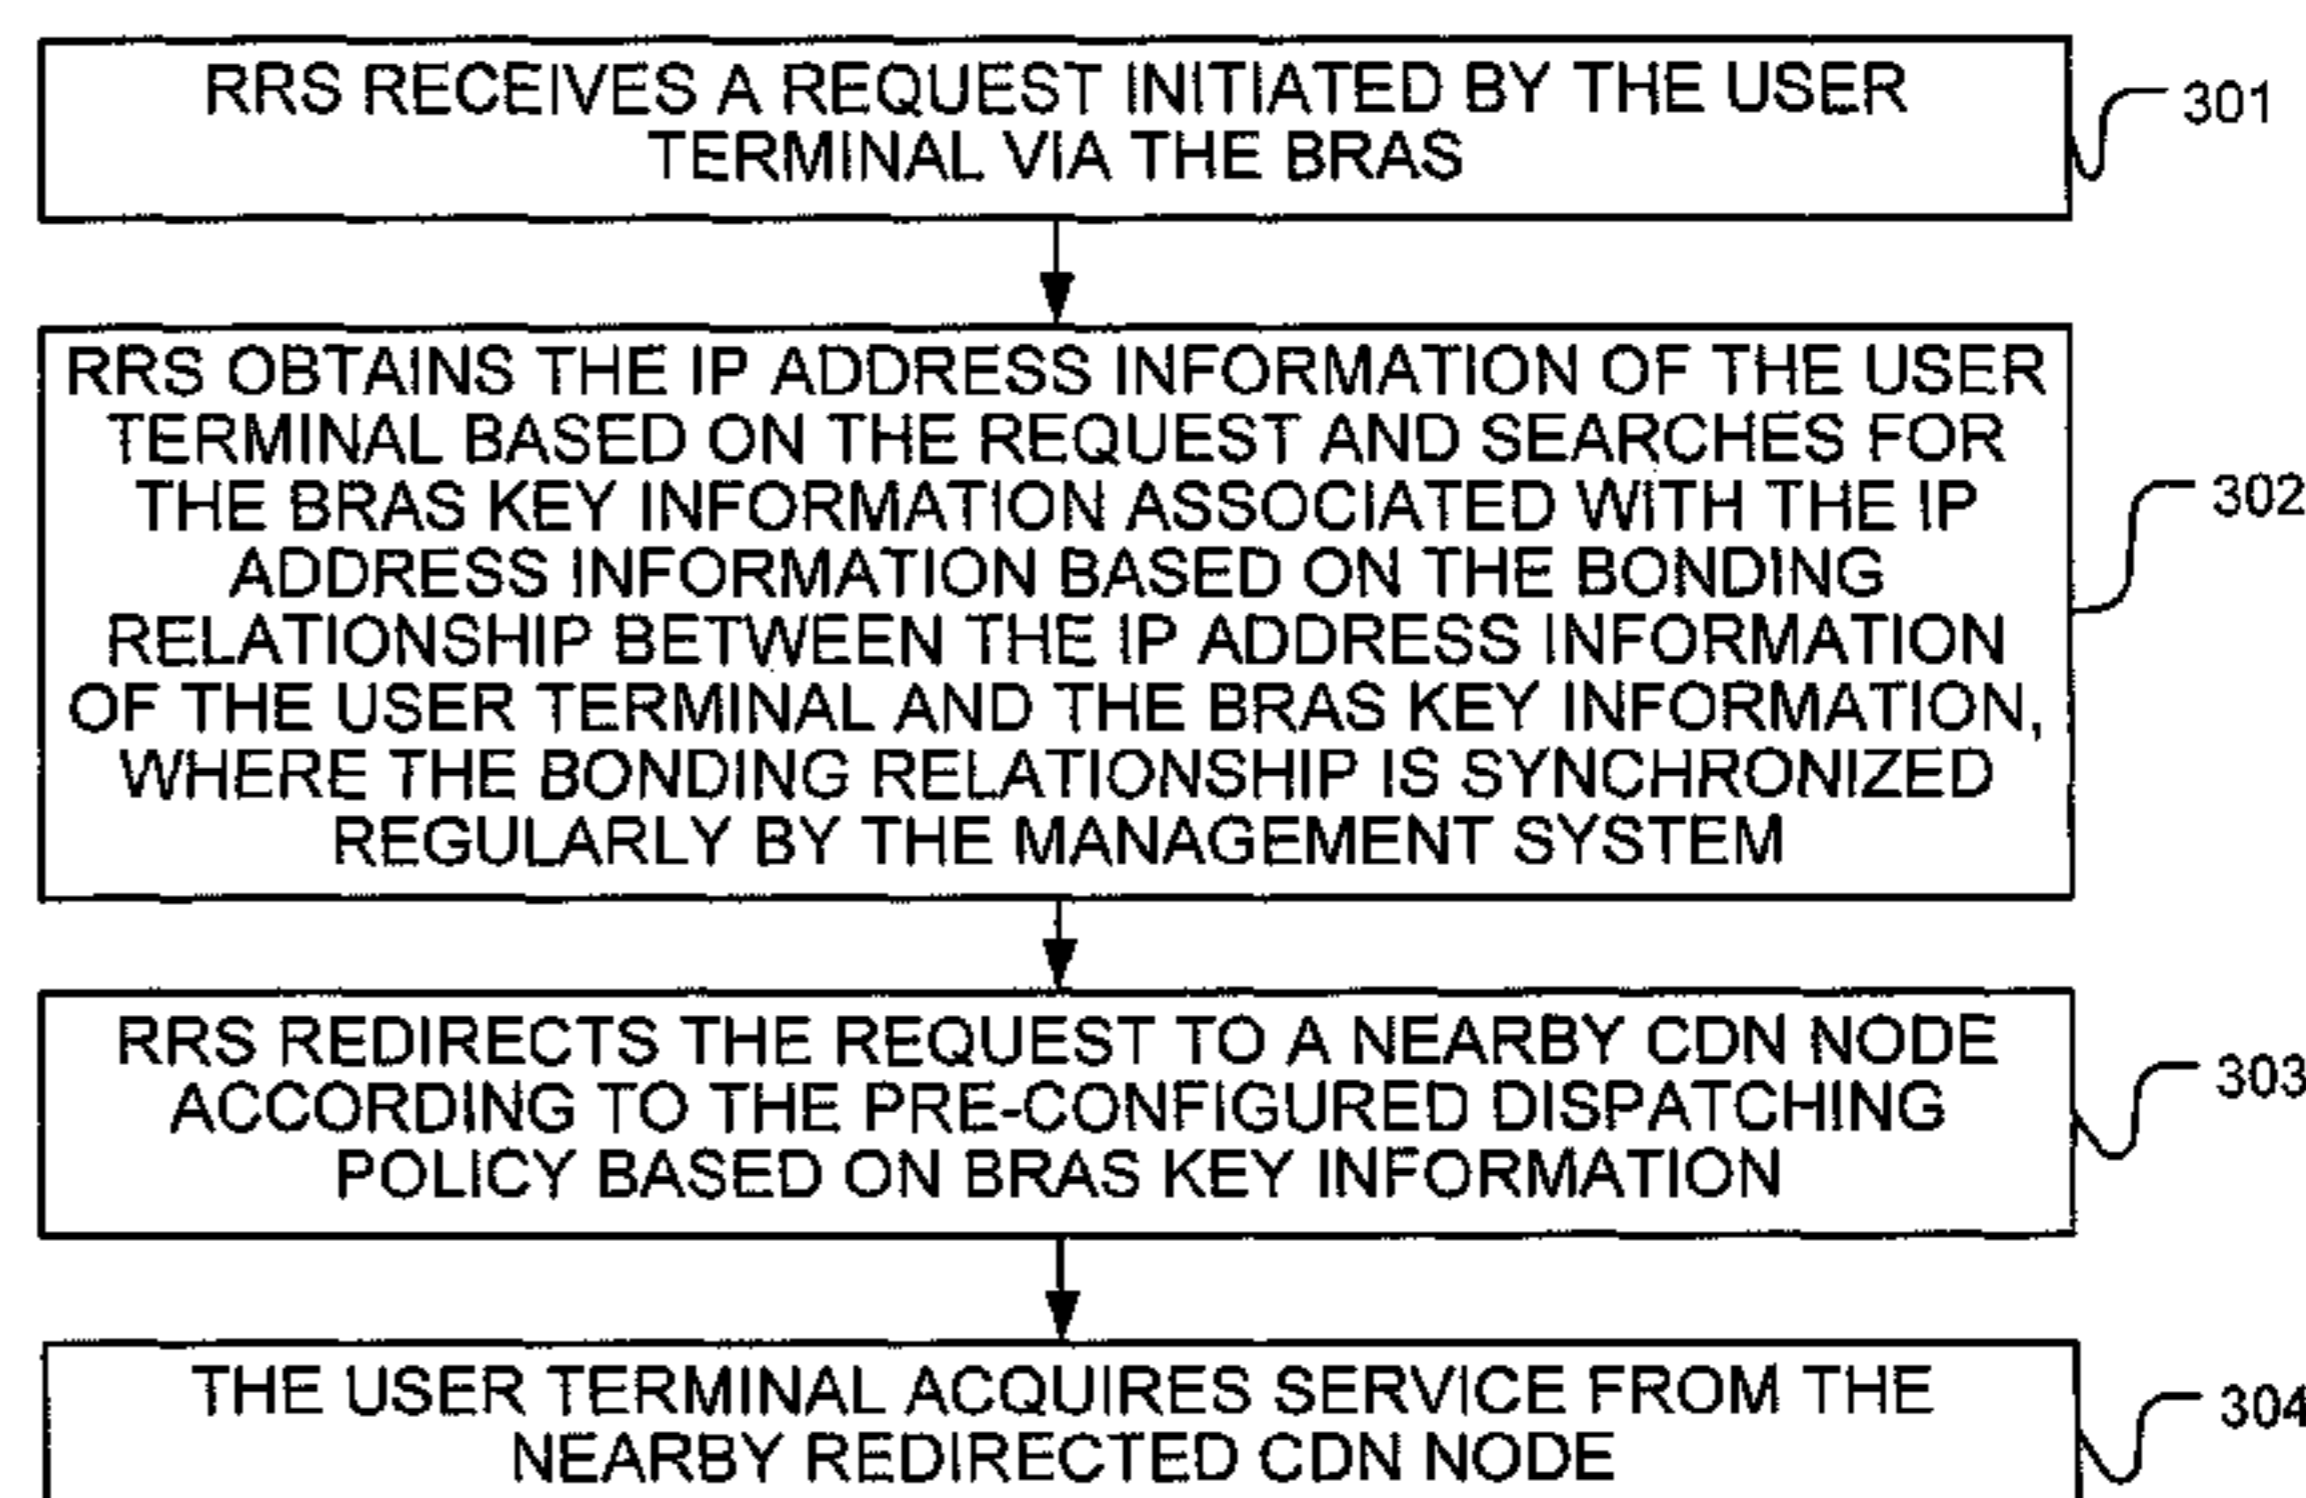 RRS RECEIVES A REQUEST INITIATED BY THE USER
TERMINAL VIA THE BRAS
301
RRS OBTAINS THE IP ADDRESS INFORMATION OF THE USER
TERMINAL BASED ON THE REQUEST AND SEARCHES FOR
THE BRAS KEY INFORMATION ASSOCIATED WITH THE IP
ADDRESS INFORMATION BASED ON THE BONDING
RELATIONSHIP BETWEEN THE IP ADDRESS INFORMATION
OF THE USER TERMINAL AND THE BRAS KEY INFORMATION,
WHERE THE BONDING RELATIONSHIP IS SYNCHRONIZED
REGULARLY BY THE MANAGEMENT SYSTEM
302
RRS REDIRECTS THE REQUEST TO A NEARBY CDN NODE
ACCORDING TO THE PRE-CONFIGURED DISPATCHING
POLICY BASED ON BRAS KEY INFORMATION
303
THE USER TERMINAL ACQUIRES SERVICE FROM THE
NEARBY REDIRECTED CDN NODE
304